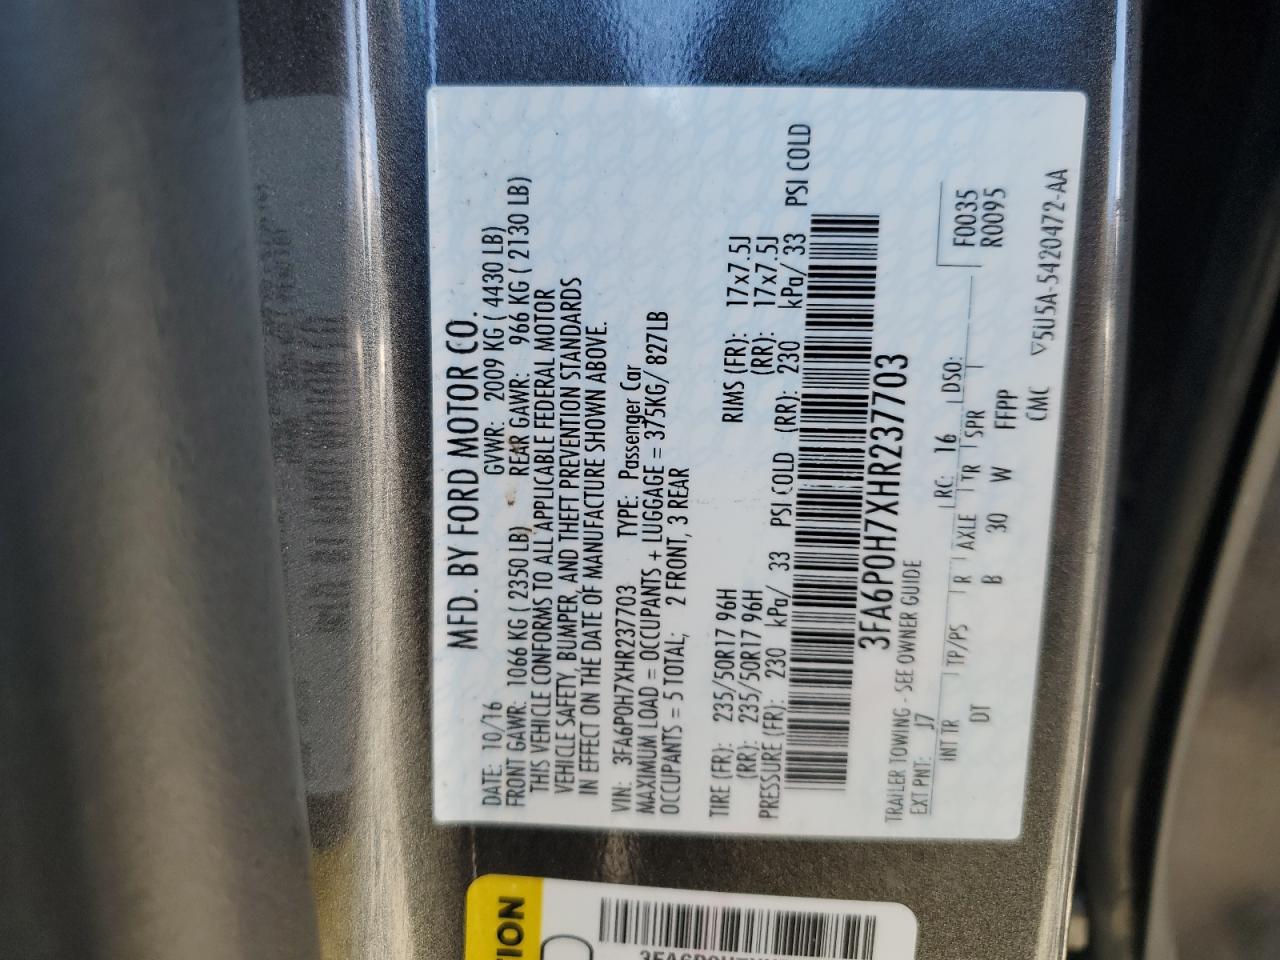 MFD. BY FORD MOTOR CO.
DATE: 10/16 GVWR: 2009 KG ( 4430 LB)
FRONT GAWR: 1066 KG ( 2350 LB) REAR GAWR: 966 KG ( 2130 LB)
THIS VEHICLE CONFORMS TO ALL APPLICABLE FEDERAL MOTOR
VEHICLE SAFETY, BUMPER, AND THEFT PREVENTION STANDARDS
IN EFFECT ON THE DATE OF MANUFACTURE SHOWN ABOVE.
VIN: 3FA6P0H7XHR237703 TYPE: Passenger Car
MAXIMUM LOAD = OCCUPANTS + LUGGAGE = 375KG/ 827LB
OCCUPANTS = 5 TOTAL; 2 FRONT, 3 REAR
TIRE (FR): 235/50R17 96H RIMS (FR): 17x7.5J
(RR): 235/50R17 96H (RR): 17x7.5J
PRESSURE (FR): 230 kPa/ 33 PSI COLD (RR): 230 kPa/ 33 PSI COLD
3FA6P0H7XHR237703
TRAILER TOWING - SEE OWNER GUIDE
EXT PNT: J7 RC: 16 DSO:
INT TR TP/PS R AXLE TR SPR
F0035
DT B 30 W FFPP
R0095
CMC
▽5U5A-5420472-AA
TION